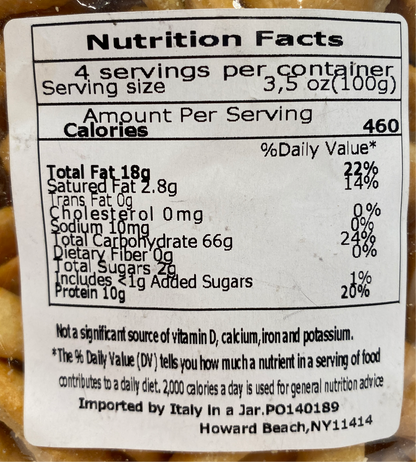 Nutrition Facts
4 servings per container
Serving size 3,5 oz(100g)
Amount Per Serving
Calories 460
%Daily Value*
Total Fat 18g 22%
Satured Fat 2.8g 14%
Trans Fat 0g
Cholesterol 0mg 0%
Sodium 10mg 0%
Total Carbohydrate 66g 24%
Dietary Fiber 0g 0%
Total Sugars 2g
Includes <1g Added Sugars 1%
Protein 10g 20%
Not a significant source of vitamin D, calcium, iron and potassium.
*The % Daily Value (DV) tells you how much a nutrient in a serving of food
contributes to a daily diet. 2,000 calories a day is used for general nutrition advice
Imported by Italy In a Jar.PO140189
Howard Beach,NY11414